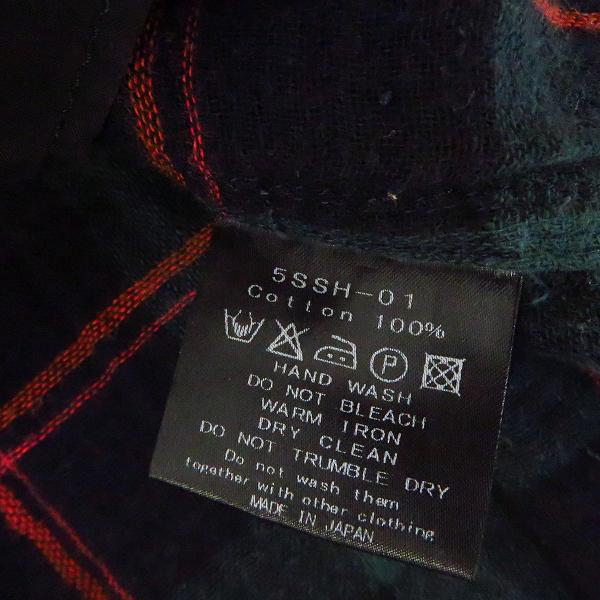 5SSH-01
Cotton 100%
P
HAND WASH
DO NOT BLEACH
WARM IRON
DRY CLEAN
DO NOT TRUMBLE DRY
Do not wash them
together with other clothing
MADE IN JAPAN